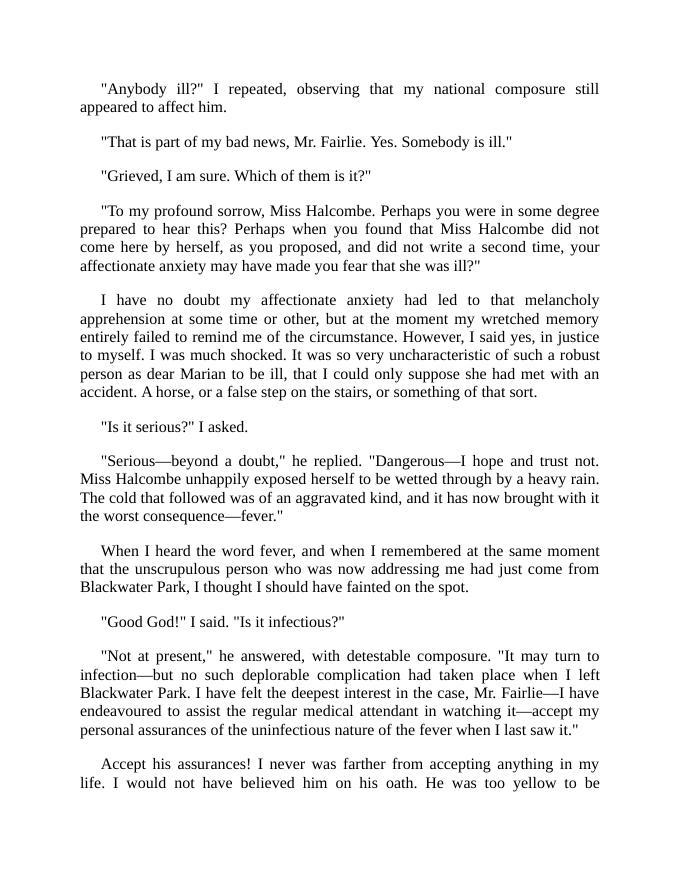 "Anybody ill?" I repeated, observing that my national composure still
appeared to affect him.
"That is part of my bad news, Mr. Fairlie. Yes. Somebody is ill."
"Grieved, I am sure. Which of them is it?"
"To my profound sorrow, Miss Halcombe. Perhaps you were in some degree
prepared to hear this? Perhaps when you found that Miss Halcombe did not
come here by herself, as you proposed, and did not write a second time, your
affectionate anxiety may have made you fear that she was ill?"
I have no doubt my affectionate anxiety had led to that melancholy
apprehension at some time or other, but at the moment my wretched memory
entirely failed to remind me of the circumstance. However, I said yes, in justice
to myself. I was much shocked. It was so very uncharacteristic of such a robust
person as dear Marian to be ill, that I could only suppose she had met with an
accident. A horse, or a false step on the stairs, or something of that sort.
"Is it serious?" I asked.
"Serious—beyond a doubt," he replied. "Dangerous—I hope and trust not.
Miss Halcombe unhappily exposed herself to be wetted through by a heavy rain.
The cold that followed was of an aggravated kind, and it has now brought with it
the worst consequence—fever."
When I heard the word fever, and when I remembered at the same moment
that the unscrupulous person who was now addressing me had just come from
Blackwater Park, I thought I should have fainted on the spot.
"Good God!" I said. "Is it infectious?"
"Not at present," he answered, with detestable composure. "It may turn to
infection—but no such deplorable complication had taken place when I left
Blackwater Park. I have felt the deepest interest in the case, Mr. Fairlie—I have
endeavoured to assist the regular medical attendant in watching it—accept my
personal assurances of the uninfectious nature of the fever when I last saw it."
Accept his assurances! I never was farther from accepting anything in my
life. I would not have believed him on his oath. He was too yellow to be